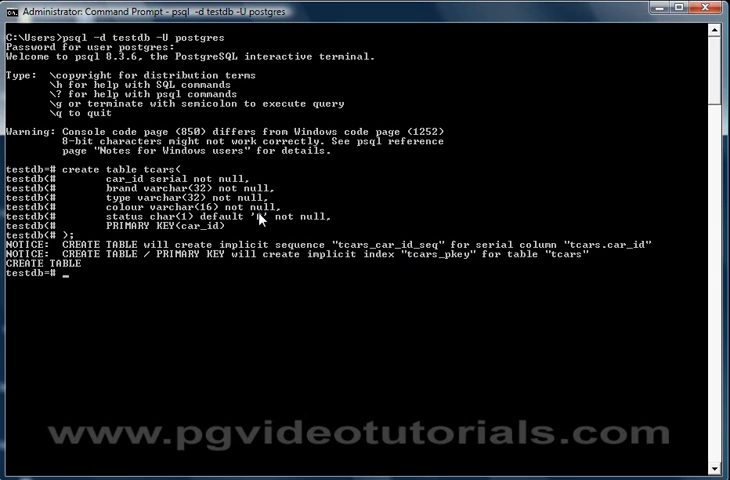 Administrator: Command Prompt - psql -d testdb -U postgres
C:\Users>psql -d testdb -U postgres
Password for user postgres:
Welcome to psql 8.3.6, the PostgreSQL interactive terminal.
Type: \copyright for distribution terms
\h for help with SQL commands
\? for help with psql commands
\g or terminate with semicolon to execute query
\q to quit
Warning: Console code page (850) differs from Windows code page (1252)
8-bit characters might not work correctly. See psql reference
page "Notes for Windows users" for details.
testdb=# create table tcars(
testdb(# car_id serial not null,
testdb(# brand varchar(32) not null,
testdb(# type varchar(32) not null,
testdb(# colour varchar(16) not null,
testdb(# status char(1) default not null,
testdb(# PRIMARY KEY(car_id)
testdb(# );
NOTICE: CREATE TABLE will create implicit sequence "tcars_car_id_seq" for serial column "tcars.car_id"
NOTICE: CREATE TABLE / PRIMARY KEY will create implicit index "tcars_pkey" for table "tcars"
CREATE TABLE
testdb=# _
www.pgvideotutorials.com